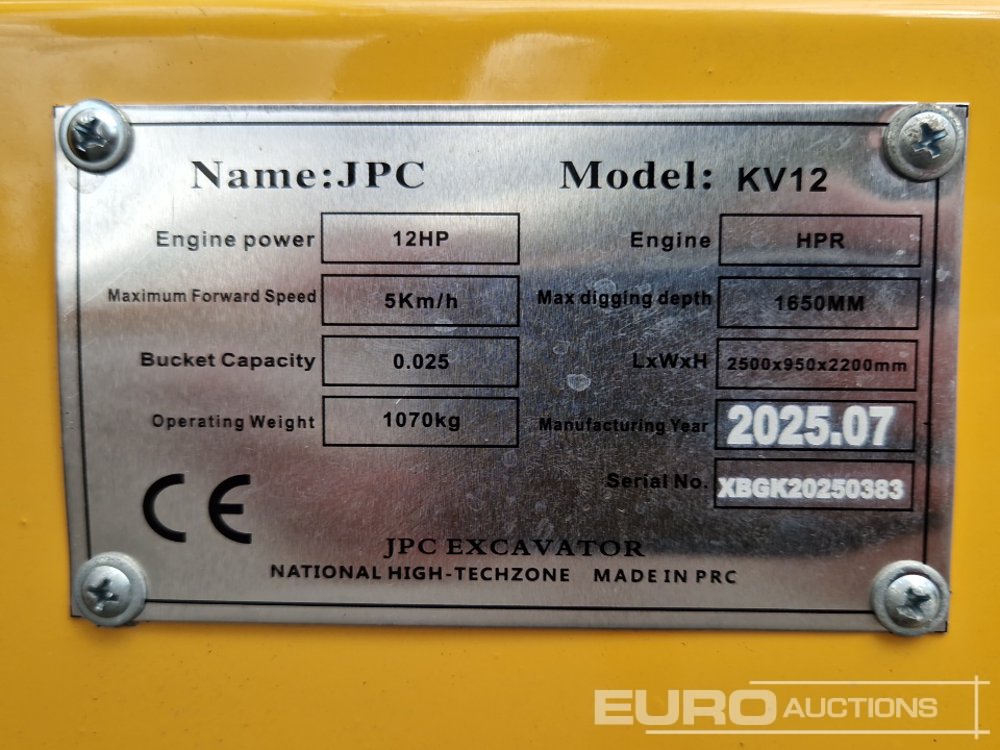 Name:JPC Model: KV12
Engine power 12HP Engine HPR
Maximum Forward Speed 5Km/h Max digging depth 1650MM
Bucket Capacity 0.025 LxWxH 2500x950x2200mm
Operating Weight 1070kg Manufacturing Year 2025.07
Serial No. XBGK20250383
CE
JPC EXCAVATOR
NATIONAL HIGH-TECHZONE MADE IN PRC
EURO AUCTIONS